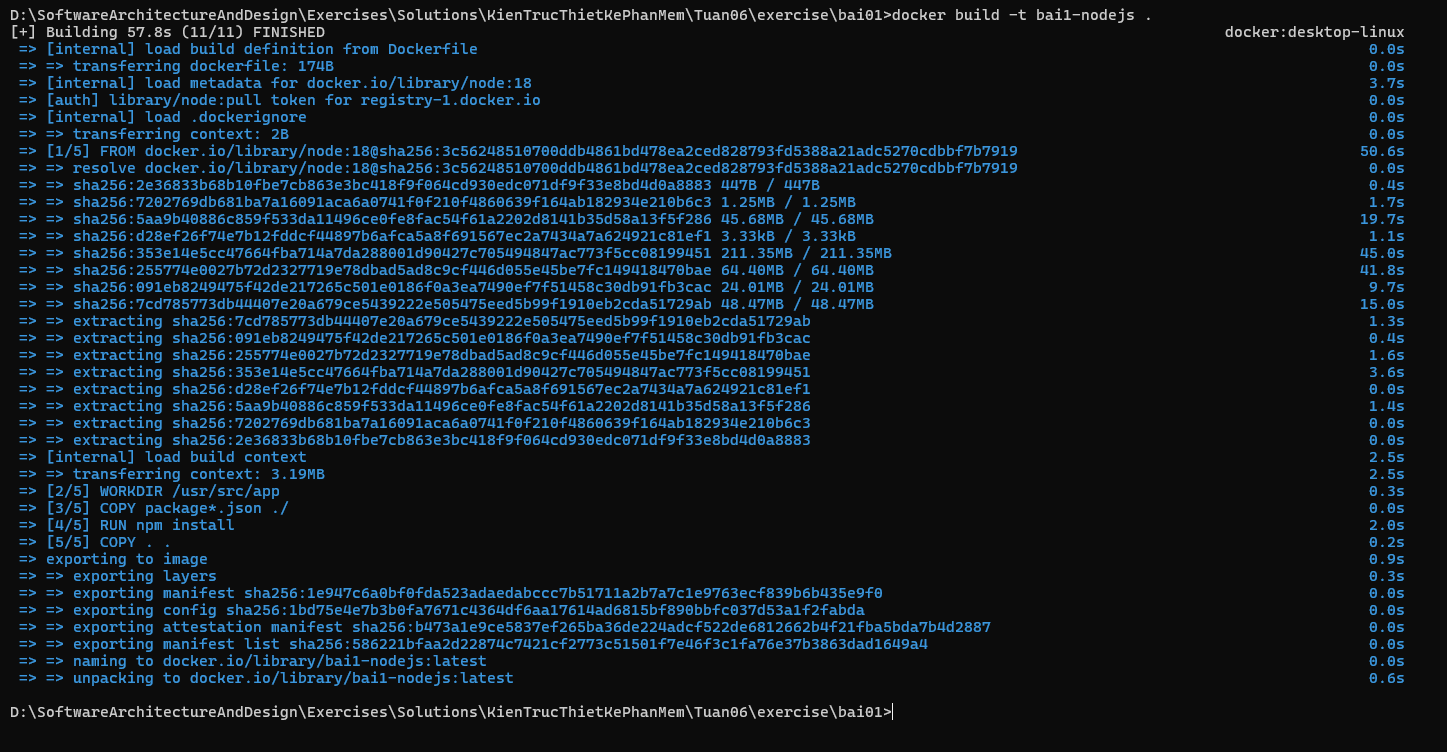 D:\SoftwareArchitectureAndDesign\Exercises\Solutions\KienTrucThietKePhanMem\Tuan06\exercise\bai01>docker build -t bai1-nodejs .
[+] Building 57.8s (11/11) FINISHED docker:desktop-linux
=> [internal] load build definition from Dockerfile 0.0s
=> => transferring dockerfile: 174B 0.0s
=> [internal] load metadata for docker.io/library/node:18 3.7s
=> [auth] library/node:pull token for registry-1.docker.io 0.0s
=> [internal] load .dockerignore 0.0s
=> => transferring context: 2B 0.0s
=> [1/5] FROM docker.io/library/node:18@sha256:3c56248510700ddb4861bd478ea2ced828793fd5388a21adc5270cdbbf7b7919 50.6s
=> => resolve docker.io/library/node:18@sha256:3c56248510700ddb4861bd478ea2ced828793fd5388a21adc5270cdbbf7b7919 0.0s
=> => sha256:2e36833b68b10fbe7cb863e3bc418f9f064cd930edc071df9f33e8bd4d0a8883 447B / 447B 0.4s
=> => sha256:7202769db681ba7a16091aca6a0741f0f210f4860639f164ab182934e210b6c3 1.25MB / 1.25MB 1.7s
=> => sha256:5aa9b40886c859f533da11496ce0fe8fac54f61a2202d8141b35d58a13f5f286 45.68MB / 45.68MB 19.7s
=> => sha256:d28ef26f74e7b12fddcf44897b6afca5a8f691567ec2a7434a7a624921c81ef1 3.33kB / 3.33kB 1.1s
=> => sha256:353e14e5cc47664fba714a7da288001d90427c705494847ac773f5cc08199451 211.35MB / 211.35MB 45.0s
=> => sha256:255774e0027b72d2327719e78dbad5ad8c9cf446d055e45be7fc149418470bae 64.40MB / 64.40MB 41.8s
=> => sha256:091eb8249475f42de217265c501e0186f0a3ea7490ef7f51458c30db91fb3cac 24.01MB / 24.01MB 9.7s
=> => sha256:7cd785773db44407e20a679ce5439222e505475eed5b99f1910eb2cda51729ab 48.47MB / 48.47MB 15.0s
=> => extracting sha256:7cd785773db44407e20a679ce5439222e505475eed5b99f1910eb2cda51729ab 1.3s
=> => extracting sha256:091eb8249475f42de217265c501e0186f0a3ea7490ef7f51458c30db91fb3cac 0.4s
=> => extracting sha256:255774e0027b72d2327719e78dbad5ad8c9cf446d055e45be7fc149418470bae 1.6s
=> => extracting sha256:353e14e5cc47664fba714a7da288001d90427c705494847ac773f5cc08199451 3.6s
=> => extracting sha256:d28ef26f74e7b12fddcf44897b6afca5a8f691567ec2a7434a7a624921c81ef1 0.0s
=> => extracting sha256:5aa9b40886c859f533da11496ce0fe8fac54f61a2202d8141b35d58a13f5f286 1.4s
=> => extracting sha256:7202769db681ba7a16091aca6a0741f0f210f4860639f164ab182934e210b6c3 0.0s
=> => extracting sha256:2e36833b68b10fbe7cb863e3bc418f9f064cd930edc071df9f33e8bd4d0a8883 0.0s
=> [internal] load build context 2.5s
=> => transferring context: 3.19MB 2.5s
=> [2/5] WORKDIR /usr/src/app 0.3s
=> [3/5] COPY package*.json ./ 0.0s
=> [4/5] RUN npm install 2.0s
=> [5/5] COPY . . 0.2s
=> exporting to image 0.9s
=> => exporting layers 0.3s
=> => exporting manifest sha256:1e947c6a0bf0fda523adaedabccc7b51711a2b7a7c1e9763ecf839b6b435e9f0 0.0s
=> => exporting config sha256:1bd75e4e7b3b0fa7671c4364df6aa17614ad6815bf890bbfc037d53a1f2fabda 0.0s
=> => exporting attestation manifest sha256:b473a1e9ce5837ef265ba36de224adcf522de6812662b4f21fba5bda7b4d2887 0.0s
=> => exporting manifest list sha256:586221bfaa2d22874c7421cf2773c51501f7e46f3c1fa76e37b3863dad1649a4 0.0s
=> => naming to docker.io/library/bai1-nodejs:latest 0.0s
=> => unpacking to docker.io/library/bai1-nodejs:latest 0.6s
D:\SoftwareArchitectureAndDesign\Exercises\Solutions\KienTrucThietKePhanMem\Tuan06\exercise\bai01>